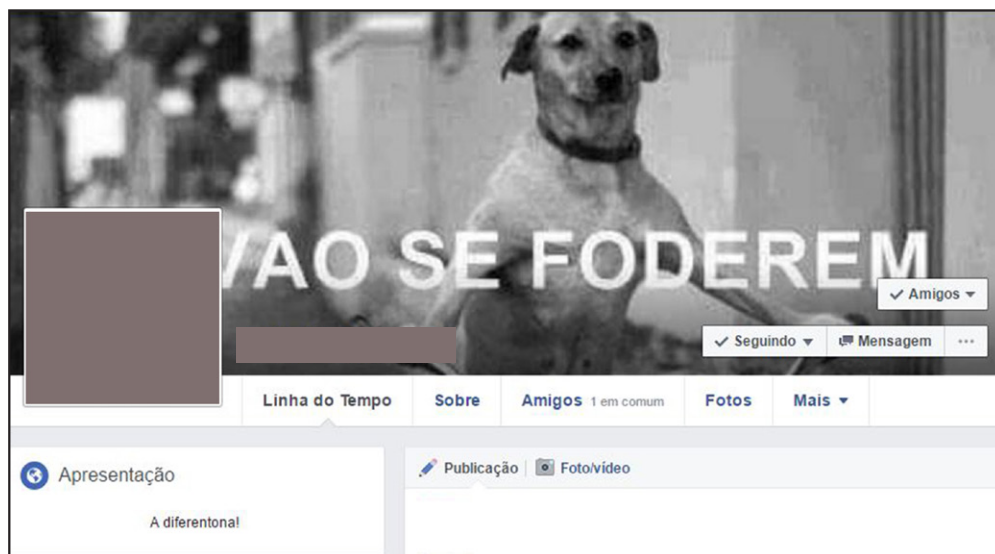 VAO SE FODEREM
Amigos
Seguindo
Mensagem
Linha do Tempo
Sobre
Amigos 1 em comum
Fotos
Mais
Apresentação
A diferentona!
Publicação
Foto/vídeo